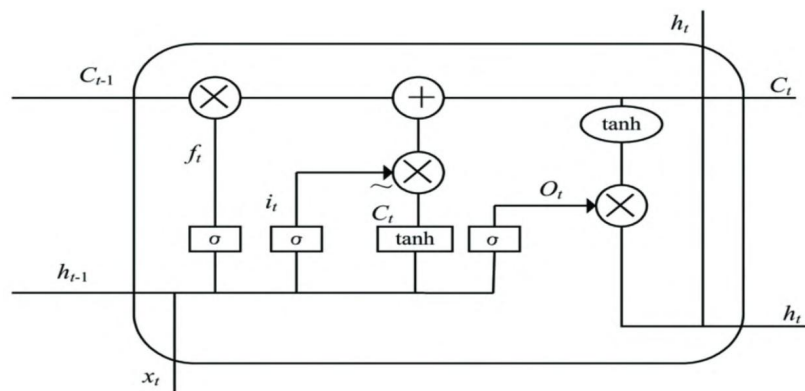 h_t
C_{t-1}
× + C_t
tanh
f_t
×
i_t ~ O_t ×
C_t
σ σ tanh σ
h_{t-1}
h_t
x_t